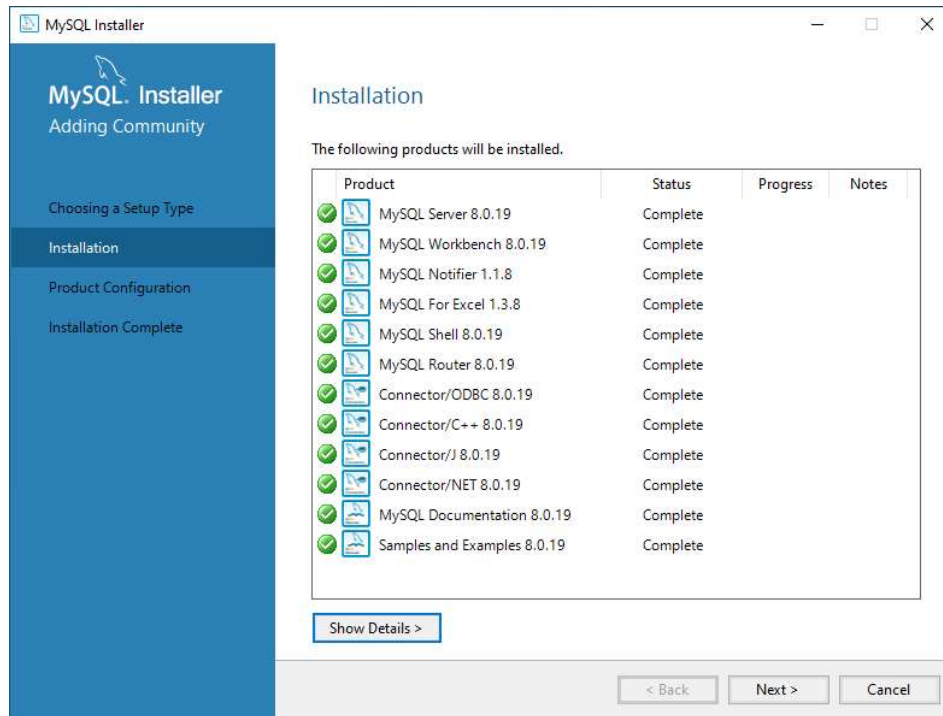 MySQL Installer
MySQL. Installer
Adding Community
Choosing a Setup Type
Installation
Product Configuration
Installation Complete
Installation
The following products will be installed.
Product Status Progress Notes
MySQL Server 8.0.19 Complete
MySQL Workbench 8.0.19 Complete
MySQL Notifier 1.1.8 Complete
MySQL For Excel 1.3.8 Complete
MySQL Shell 8.0.19 Complete
MySQL Router 8.0.19 Complete
Connector/ODBC 8.0.19 Complete
Connector/C++ 8.0.19 Complete
Connector/J 8.0.19 Complete
Connector/NET 8.0.19 Complete
MySQL Documentation 8.0.19 Complete
Samples and Examples 8.0.19 Complete
Show Details >
< Back Next > Cancel